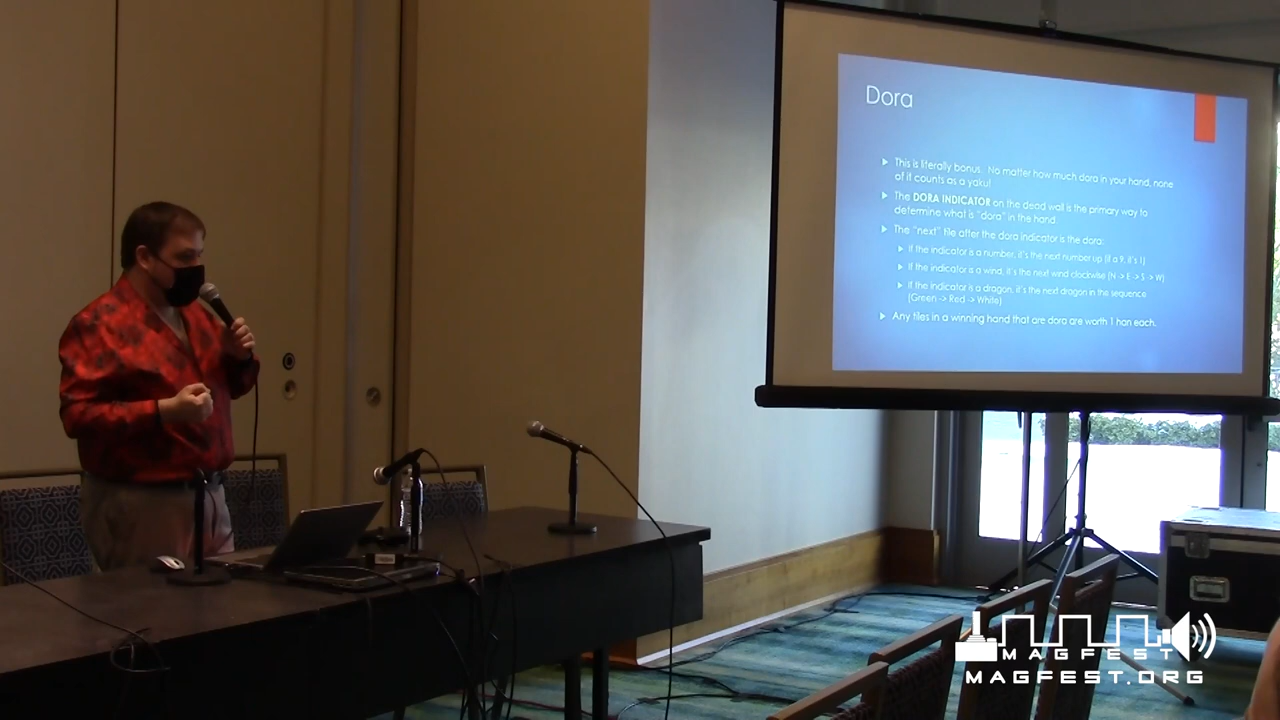 Dora
This is literally bonus. No matter how much dora in your hand, none
of it counts as a yaku!
The DORA INDICATOR on the dead wall is the primary way to
determine what is "dora" in the hand.
The "next" tile after the dora indicator is the dora:
If the indicator is a number, it's the next number up (if a 9, it's 1)
If the indicator is a wind, it's the next wind clockwise (N -> E -> S -> W)
If the indicator is a dragon, it's the next dragon in the sequence
(Green -> Red -> White)
Any tiles in a winning hand that are dora are worth 1 han each.
MAGFEST
MAGFEST.ORG